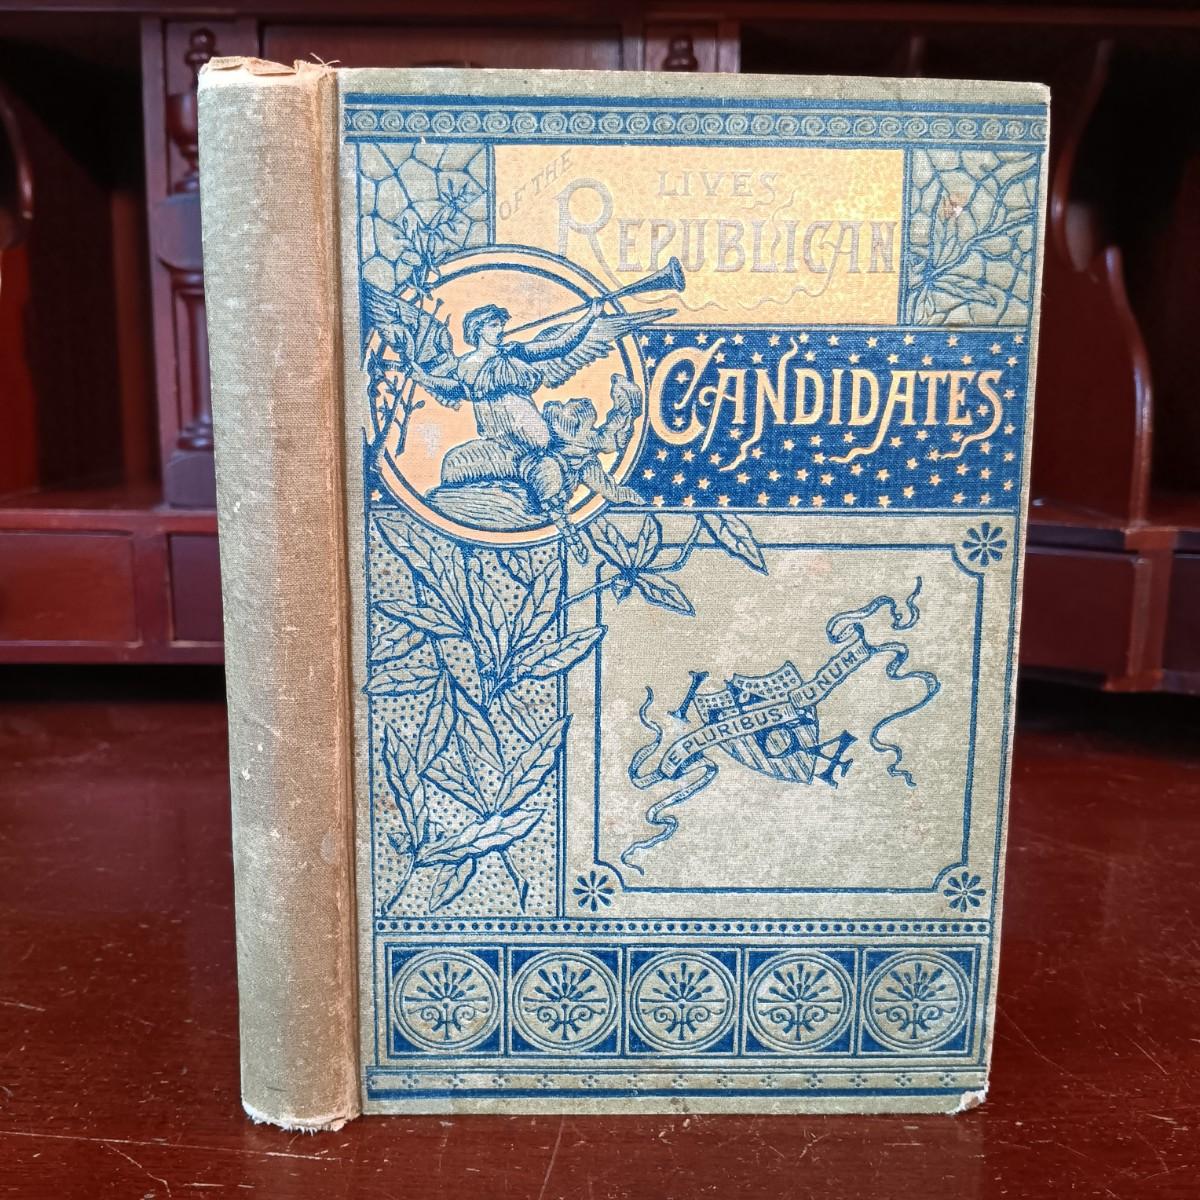 LIVES
OF THE
REPUBLICAN
CANDIDATES
E PLURIBUS UNUM
1884